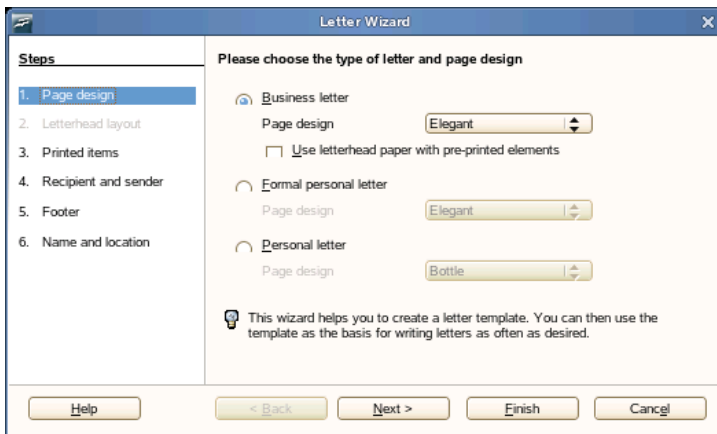 Letter Wizard
Steps
1. Page design
2. Letterhead layout
3. Printed items
4. Recipient and sender
5. Footer
6. Name and location
Please choose the type of letter and page design
Business letter
Page design Elegant
Use letterhead paper with pre-printed elements
Formal personal letter
Page design Elegant
Personal letter
Page design Bottle
This wizard helps you to create a letter template. You can then use the
template as the basis for writing letters as often as desired.
Help < Back Next > Finish Cancel